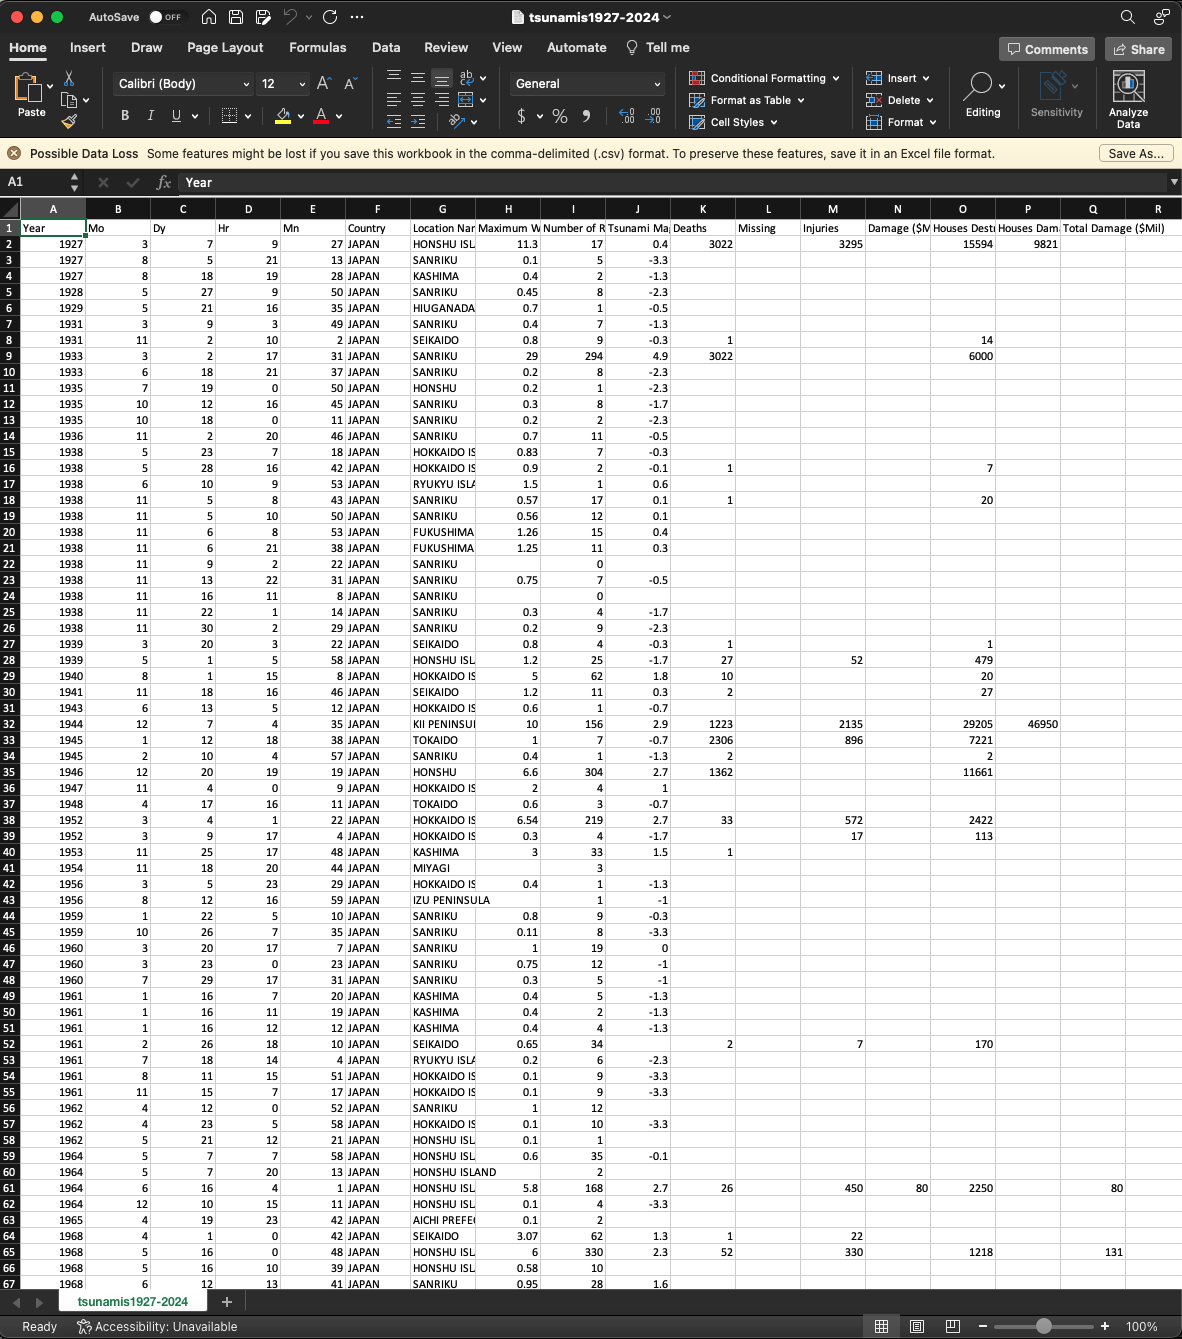 AutoSave OFF tsunamis1927-2024
Home Insert Draw Page Layout Formulas Data Review View Automate Tell me Comments Share
Paste Calibri (Body) 12 A A ab General Conditional Formatting Insert
Format as Table Delete Editing Sensitivity Analyze Data
B I U A $ % 9 .00 Cell Styles Format
Possible Data Loss Some features might be lost if you save this workbook in the comma-delimited (.csv) format. To preserve these features, save it in an Excel file format. Save As...
A1 fx Year
A B C D E F G H I J K L M N O P Q R
1 Year Mo Dy Hr Mn Country Location Nar Maximum W Number of R Tsunami Ma Deaths Missing Injuries Damage ($M Houses Destr Houses Dam Total Damage ($Mil)
2 1927 3 7 9 27 JAPAN HONSHU ISL 11.3 17 0.4 3022 3295 15594 9821
3 1927 8 5 21 13 JAPAN SANRIKU 0.1 5 -3.3
4 1927 8 18 19 28 JAPAN KASHIMA 0.4 2 -1.3
5 1928 5 27 9 50 JAPAN SANRIKU 0.45 8 -2.3
6 1929 5 21 16 35 JAPAN HIUGANADA 0.7 1 -0.5
7 1931 3 9 3 49 JAPAN SANRIKU 0.4 7 -1.3
8 1931 11 2 10 2 JAPAN SEIKAIDO 0.8 9 -0.3 1 14
9 1933 3 2 17 31 JAPAN SANRIKU 29 294 4.9 3022 6000
10 1933 6 18 21 37 JAPAN SANRIKU 0.2 8 -2.3
11 1935 7 19 0 50 JAPAN HONSHU 0.2 1 -2.3
12 1935 10 12 16 45 JAPAN SANRIKU 0.3 8 -1.7
13 1935 10 18 0 11 JAPAN SANRIKU 0.2 2 -2.3
14 1936 11 2 20 46 JAPAN SANRIKU 0.7 11 -0.5
15 1938 5 23 7 18 JAPAN HOKKAIDO IS 0.83 7 -0.3
16 1938 5 28 16 42 JAPAN HOKKAIDO IS 0.9 2 -0.1 1 7
17 1938 6 10 9 53 JAPAN RYUKYU ISLA 1.5 1 0.6
18 1938 11 5 8 43 JAPAN SANRIKU 0.57 17 0.1 1 20
19 1938 11 5 10 50 JAPAN SANRIKU 0.56 12 0.1
20 1938 11 6 8 53 JAPAN FUKUSHIMA 1.26 15 0.4
21 1938 11 6 21 38 JAPAN FUKUSHIMA 1.25 11 0.3
22 1938 11 9 2 22 JAPAN SANRIKU 0
23 1938 11 13 22 31 JAPAN SANRIKU 0.75 7 -0.5
24 1938 11 16 11 8 JAPAN SANRIKU 0
25 1938 11 22 1 14 JAPAN SANRIKU 0.3 4 -1.7
26 1938 11 30 2 29 JAPAN SANRIKU 0.2 9 -2.3
27 1939 3 20 3 22 JAPAN SEIKAIDO 0.8 4 -0.3 1 1
28 1939 5 1 5 58 JAPAN HONSHU ISL 1.2 25 -1.7 27 52 479
29 1940 8 1 15 8 JAPAN HOKKAIDO IS 5 62 1.8 10 20
30 1941 11 18 16 46 JAPAN SEIKAIDO 1.2 11 0.3 2 27
31 1943 6 13 5 12 JAPAN HOKKAIDO IS 0.6 1 -0.7
32 1944 12 7 4 35 JAPAN KII PENINSUI 10 156 2.9 1223 2135 29205 46950
33 1945 1 12 18 38 JAPAN TOKAIDO 1 7 -0.7 2306 896 7221
34 1945 2 10 4 57 JAPAN SANRIKU 0.4 1 -1.3 2 2
35 1946 12 20 19 19 JAPAN HONSHU 6.6 304 2.7 1362 11661
36 1947 11 4 0 9 JAPAN HOKKAIDO IS 2 4 1
37 1948 4 17 16 11 JAPAN TOKAIDO 0.6 3 -0.7
38 1952 3 4 1 22 JAPAN HOKKAIDO IS 6.54 219 2.7 33 572 2422
39 1952 3 9 17 4 JAPAN HOKKAIDO IS 0.3 4 -1.7 17 113
40 1953 11 25 17 48 JAPAN KASHIMA 3 33 1.5 1
41 1954 11 18 20 44 JAPAN MIYAGI 3
42 1956 3 5 23 29 JAPAN HOKKAIDO IS 0.4 1 -1.3
43 1956 8 12 16 59 JAPAN IZU PENINSULA 1 -1
44 1959 1 22 5 10 JAPAN SANRIKU 0.8 9 -0.3
45 1959 10 26 7 35 JAPAN SANRIKU 0.11 8 -3.3
46 1960 3 20 17 7 JAPAN SANRIKU 1 19 0
47 1960 3 23 0 23 JAPAN SANRIKU 0.75 12 -1
48 1960 7 29 17 31 JAPAN SANRIKU 0.3 5 -1
49 1961 1 16 7 20 JAPAN KASHIMA 0.4 5 -1.3
50 1961 1 16 11 19 JAPAN KASHIMA 0.4 2 -1.3
51 1961 1 16 12 12 JAPAN KASHIMA 0.4 4 -1.3
52 1961 2 26 18 10 JAPAN SEIKAIDO 0.65 34 2 7 170
53 1961 7 18 14 4 JAPAN RYUKYU ISLA 0.2 6 -2.3
54 1961 8 11 15 51 JAPAN HOKKAIDO IS 0.1 9 -3.3
55 1961 11 15 7 17 JAPAN HOKKAIDO IS 0.1 9 -3.3
56 1962 4 12 0 52 JAPAN SANRIKU 1 12
57 1962 4 23 5 58 JAPAN HOKKAIDO IS 0.1 10 -3.3
58 1962 5 21 12 21 JAPAN HONSHU ISL 0.1 1
59 1964 5 7 7 58 JAPAN HONSHU ISL 0.6 35 -0.1
60 1964 5 7 20 13 JAPAN HONSHU ISLAND 2
61 1964 6 16 4 1 JAPAN HONSHU ISL 5.8 168 2.7 26 450 80 2250 80
62 1964 12 10 15 11 JAPAN HONSHU ISL 0.1 4 -3.3
63 1965 4 19 23 42 JAPAN AICHI PREFE 0.1 2
64 1968 4 1 0 42 JAPAN SEIKAIDO 3.07 62 1.3 1 22
65 1968 5 16 0 48 JAPAN HONSHU ISL 6 330 2.3 52 330 1218 131
66 1968 5 16 10 39 JAPAN HONSHU ISL 0.58 10
67 1968 6 12 13 41 JAPAN SANRIKU 0.95 28 1.6
tsunamis1927-2024 +
Ready Accessibility: Unavailable 100%